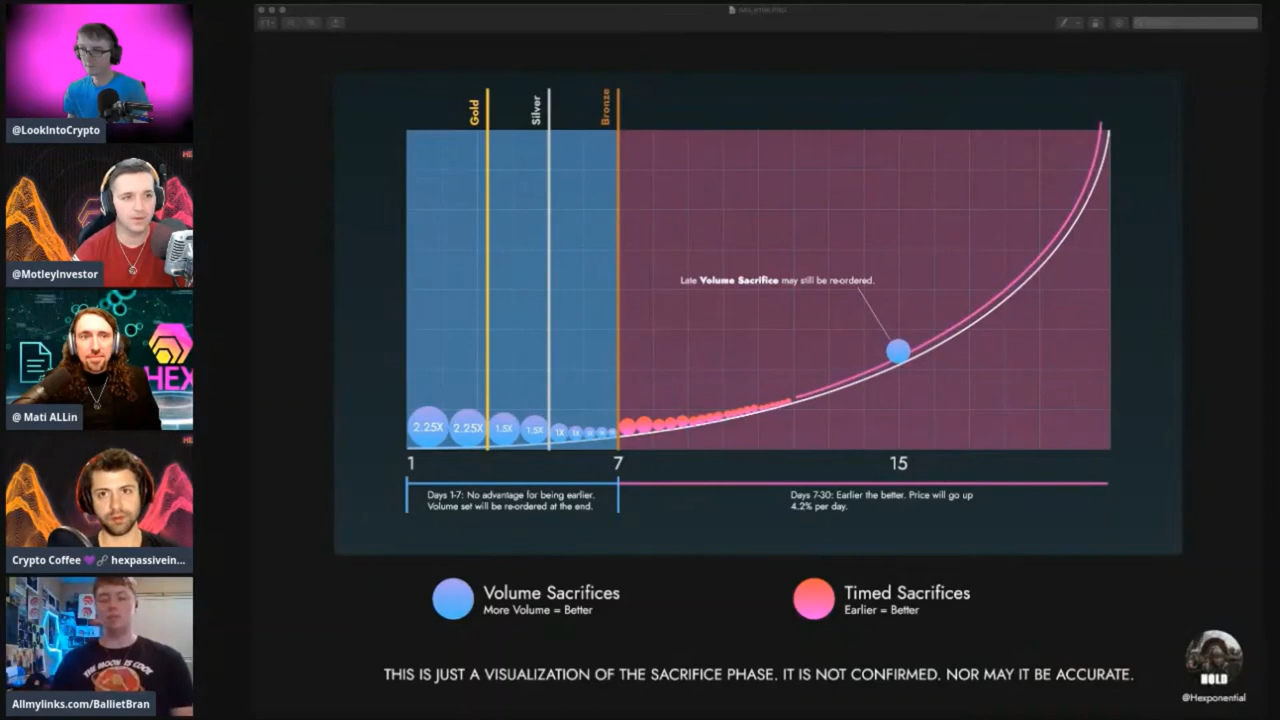 @LookIntoCrypto
@MotleyInvestor
HEX
@ Mati ALLin
Crypto Coffee 💜🔗 hexpassivein...
THE MOON IS
Allmylinks.com/BallietBran
Gold
Silver
Bronze
Late Volume Sacrifice may still be re-ordered.
2.25X
2.25X
1.5X
1.5X
1X
1X
1
7
15
Days 1-7: No advantage for being earlier.
Volume set will be re-ordered at the end.
Days 7-30: Earlier the better. Price will go up
4.2% per day.
Volume Sacrifices
More Volume = Better
Timed Sacrifices
Earlier = Better
THIS IS JUST A VISUALIZATION OF THE SACRIFICE PHASE. IT IS NOT CONFIRMED. NOR MAY IT BE ACCURATE.
HOLD
@Hexponential